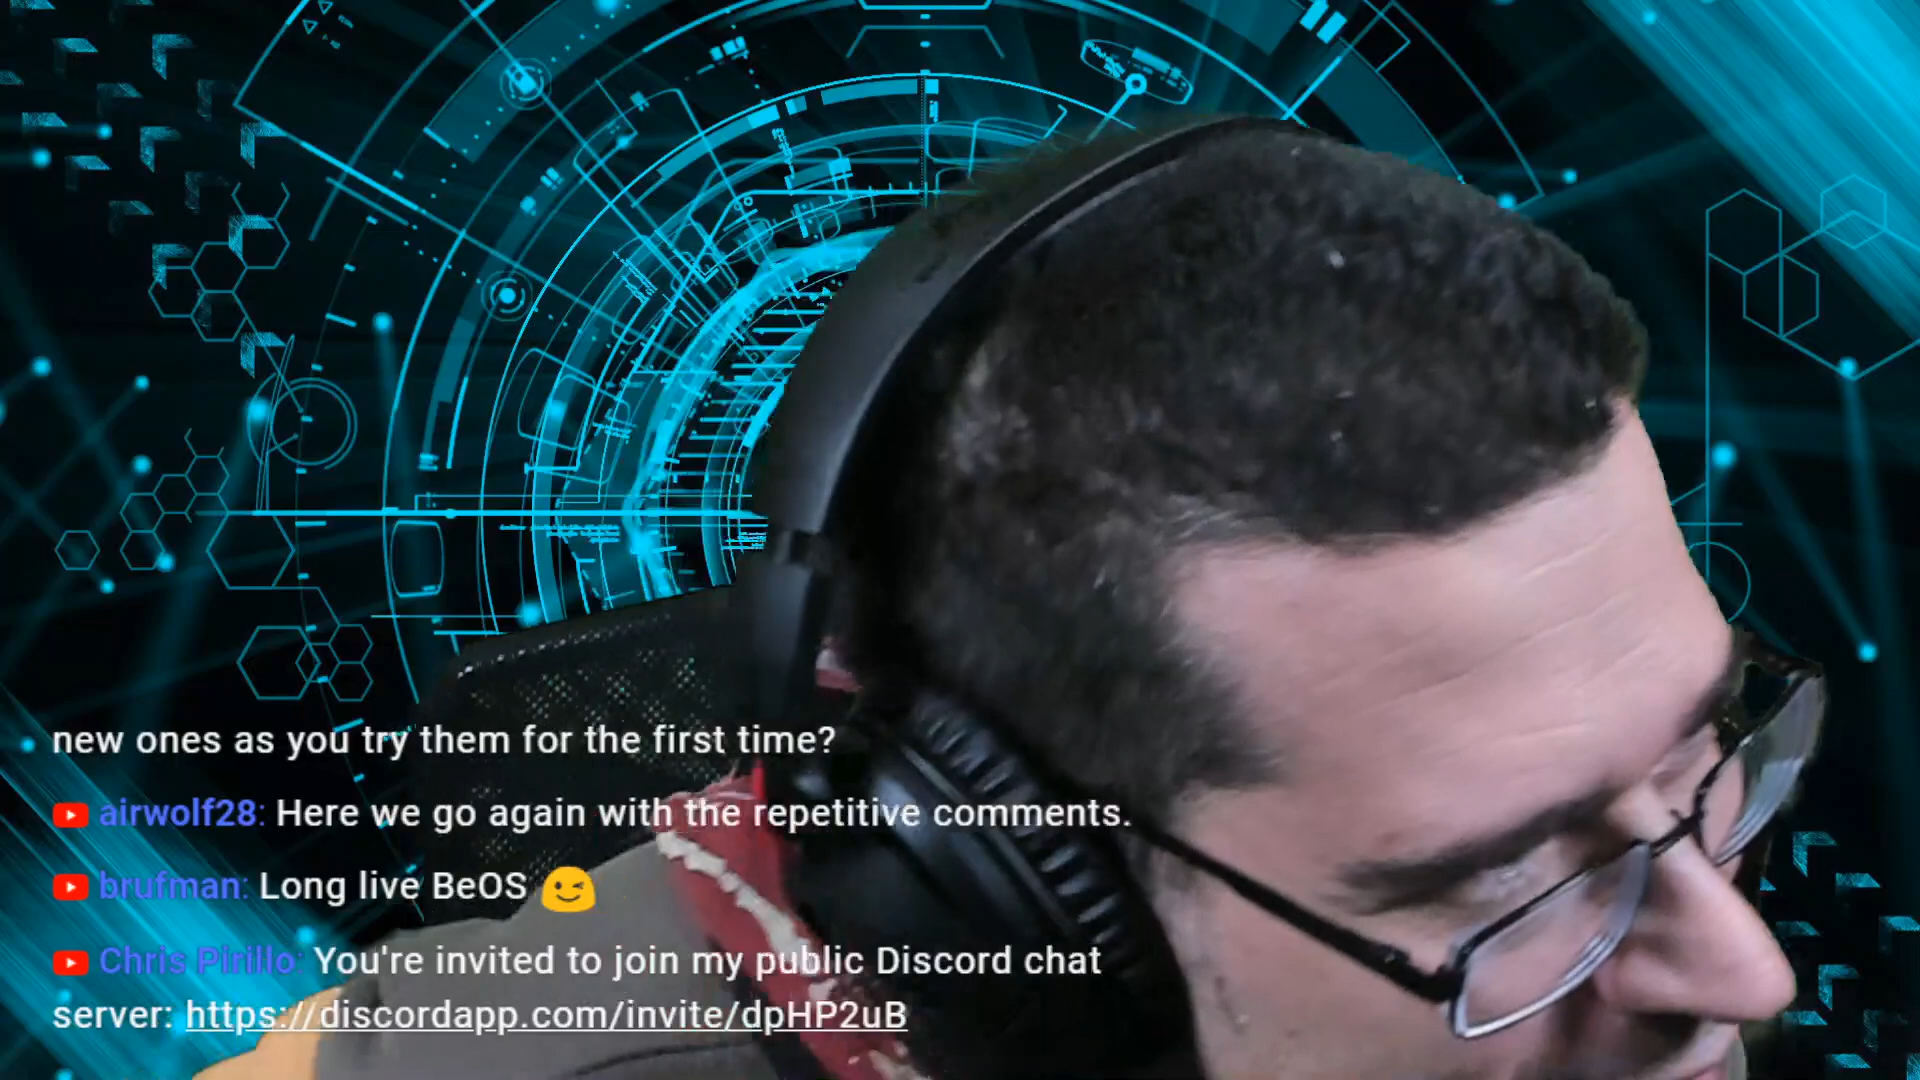 new ones as you try them for the first time?
airwolf28: Here we go again with the repetitive comments.
brufman: Long live BeOS 😉
Chris Pirillo: You're invited to join my public Discord chat
server: https://discordapp.com/invite/dpHP2uB